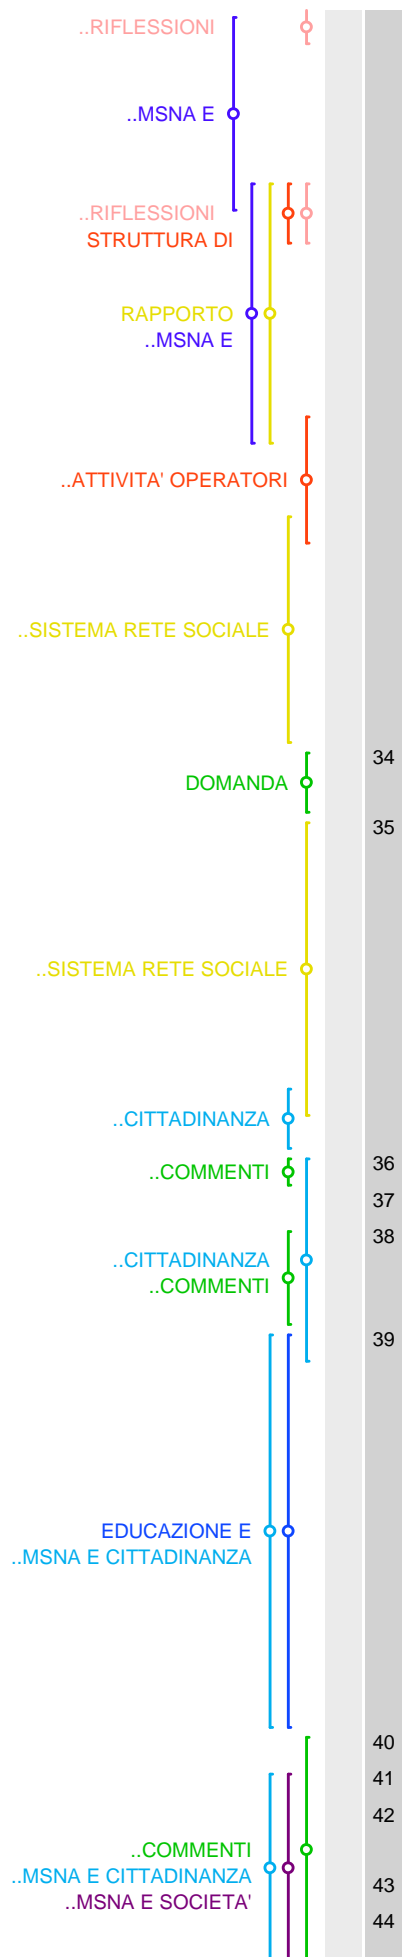 ..RIFLESSIONI
..MSNA E
..RIFLESSIONI
STRUTTURA DI
RAPPORTO
..MSNA E
..ATTIVITA' OPERATORI
..SISTEMA RETE SOCIALE
34
DOMANDA
35
..SISTEMA RETE SOCIALE
..CITTADINANZA
36
..COMMENTI
37
38
..CITTADINANZA
..COMMENTI
39
EDUCAZIONE E
..MSNA E CITTADINANZA
40
41
42
..COMMENTI
..MSNA E CITTADINANZA
43
..MSNA E SOCIETA'
44